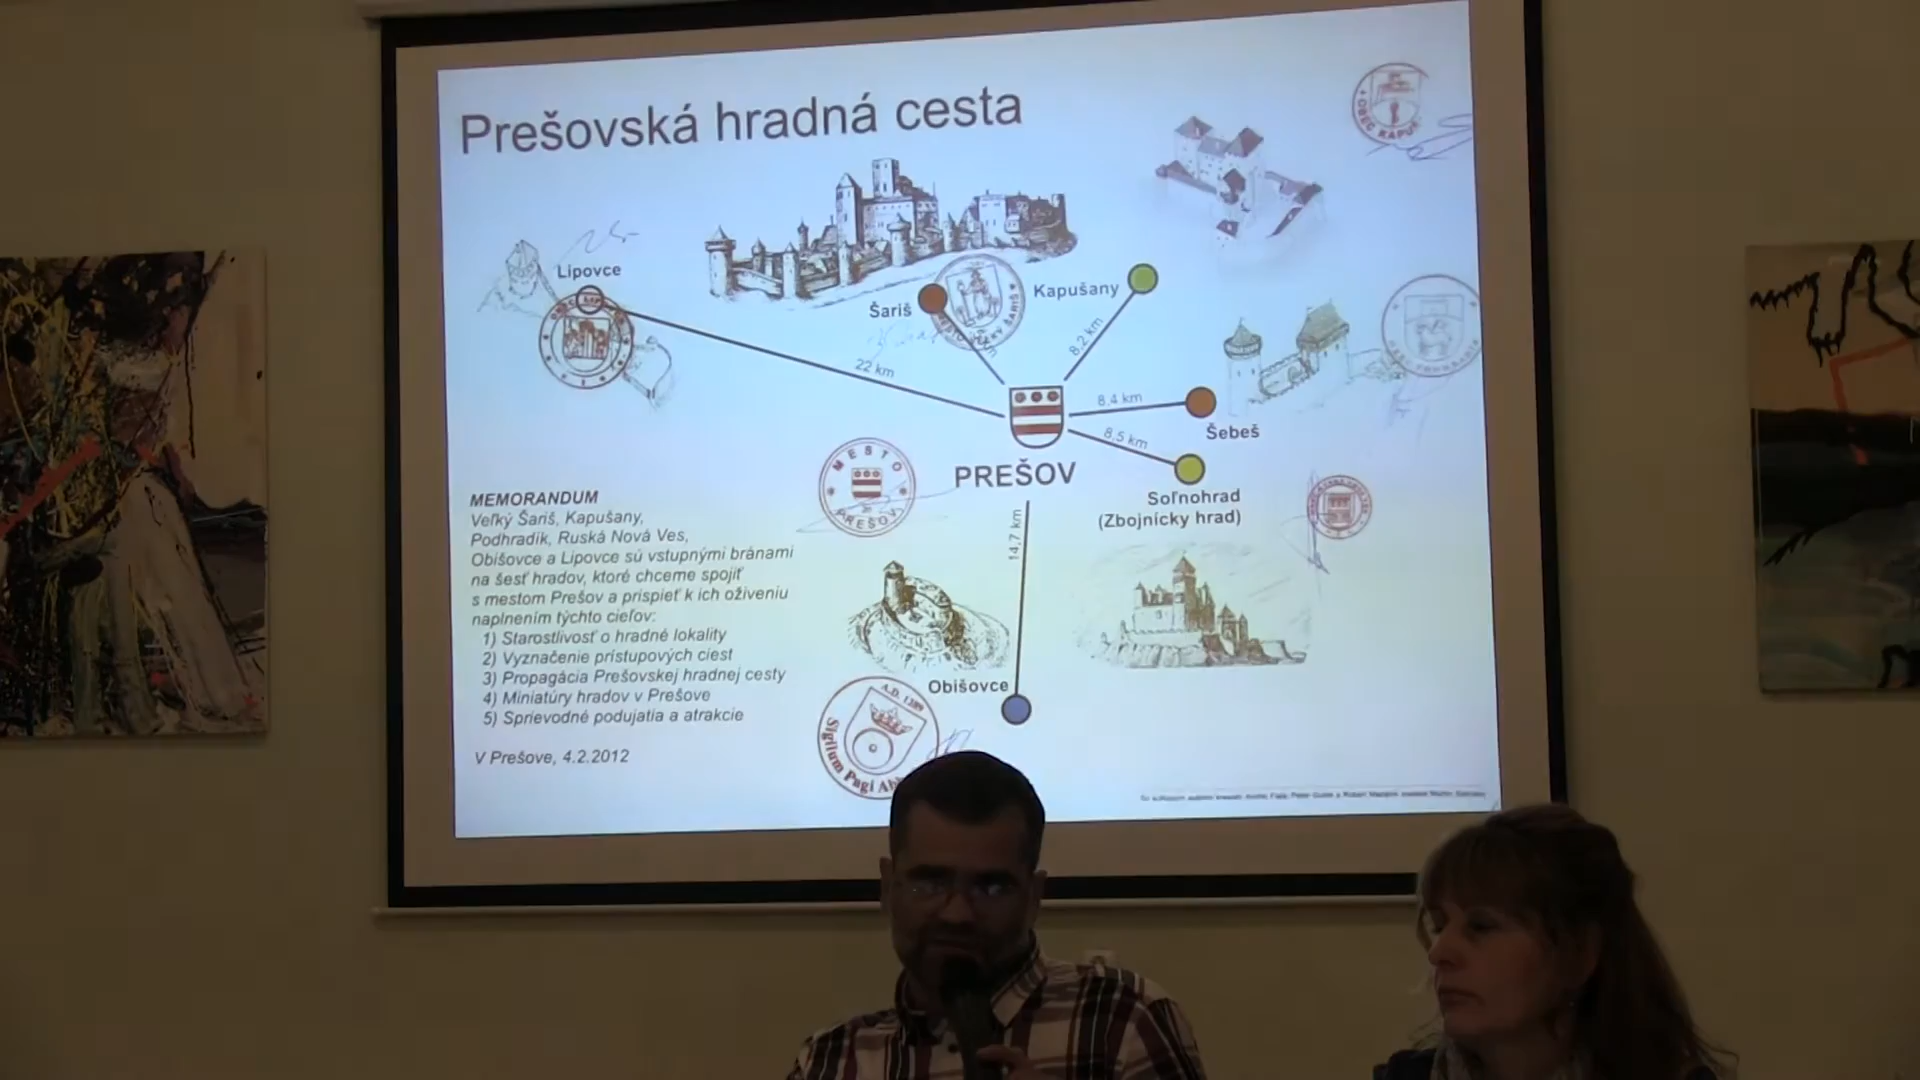 Prešovská hradná cesta
OBEC KAPUŠ
Lipovce
Šariš
Kapušany
22 km
8,2 km
8,4 km
Šebeš
8,5 km
PREŠOV
Soľnohrad
(Zbojnícky hrad)
MESTO
PREŠOV
14,7 km
Obišovce
A.D. 1389
Sigillum Pagi
MEMORANDUM
Veľký Šariš, Kapušany,
Podhradík, Ruská Nová Ves,
Obišovce a Lipovce sú vstupnými bránami
na šesť hradov, ktoré chceme spojiť
s mestom Prešov a prispieť k ich oživeniu
naplnením týchto cieľov:
1) Starostlivosť o hradné lokality
2) Vyznačenie prístupových ciest
3) Propagácia Prešovskej hradnej cesty
4) Miniatúry hradov v Prešove
5) Sprievodné podujatia a atrakcie
V Prešove, 4.2.2012